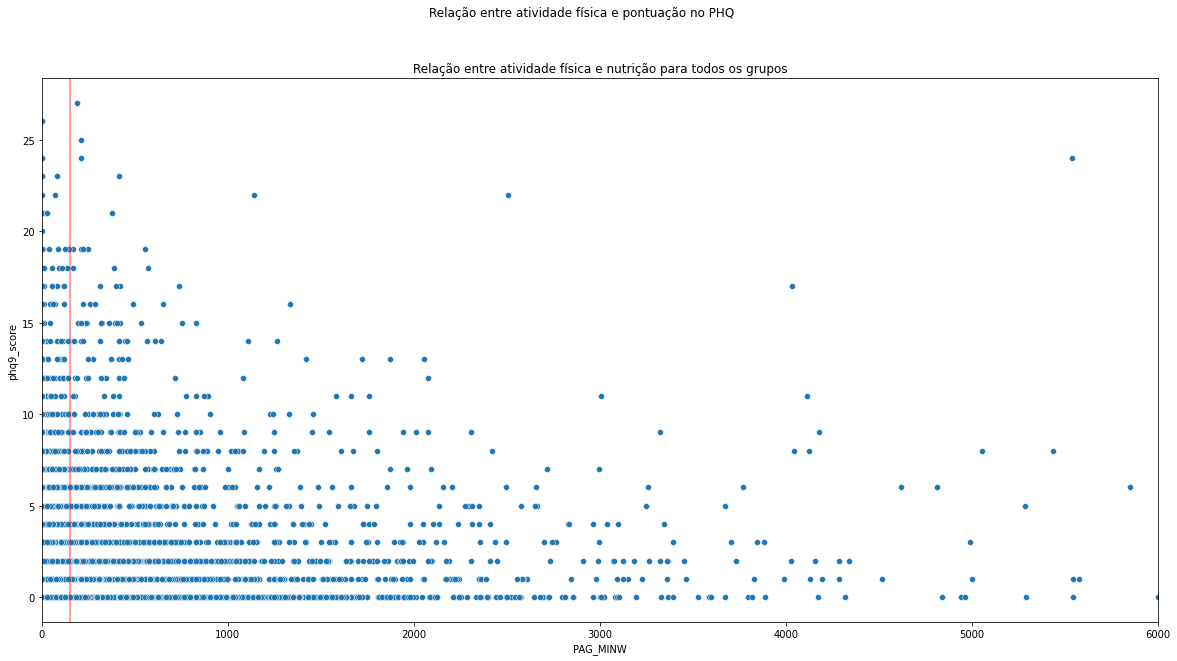 Relação entre atividade física e pontuação no PHQ
Relação entre atividade física e nutrição para todos os grupos
phq9_score
25
20
15
10
5
0
0 1000 2000 3000 4000 5000 6000
PAG_MINW